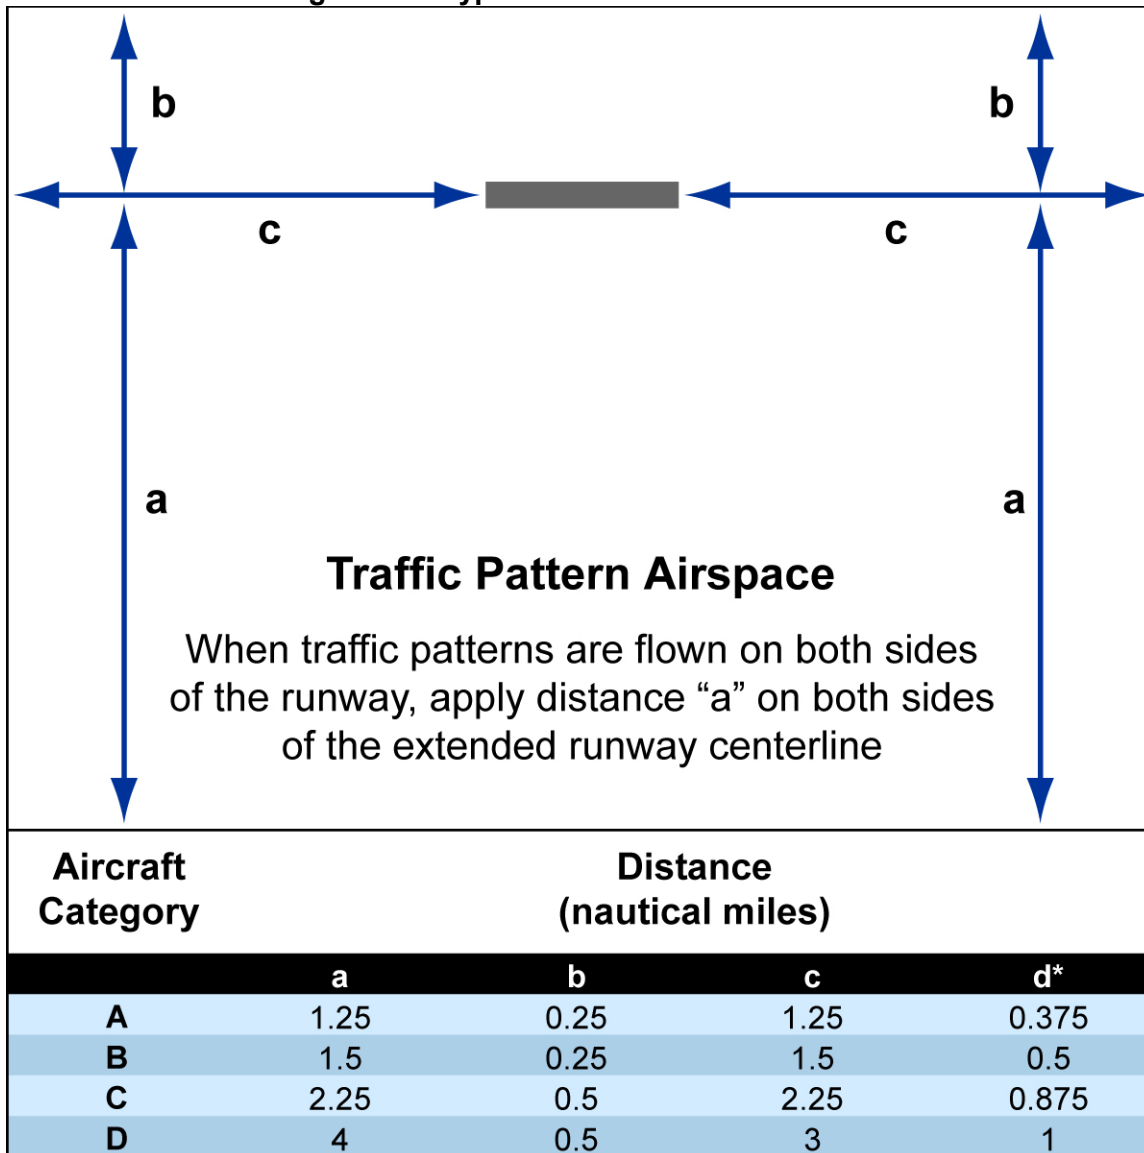 b b
c c
a a
Traffic Pattern Airspace
When traffic patterns are flown on both sides
of the runway, apply distance “a” on both sides
of the extended runway centerline
Aircraft
Category
Distance
(nautical miles)
a b c d*
A 1.25 0.25 1.25 0.375
B 1.5 0.25 1.5 0.5
C 2.25 0.5 2.25 0.875
D 4 0.5 3 1